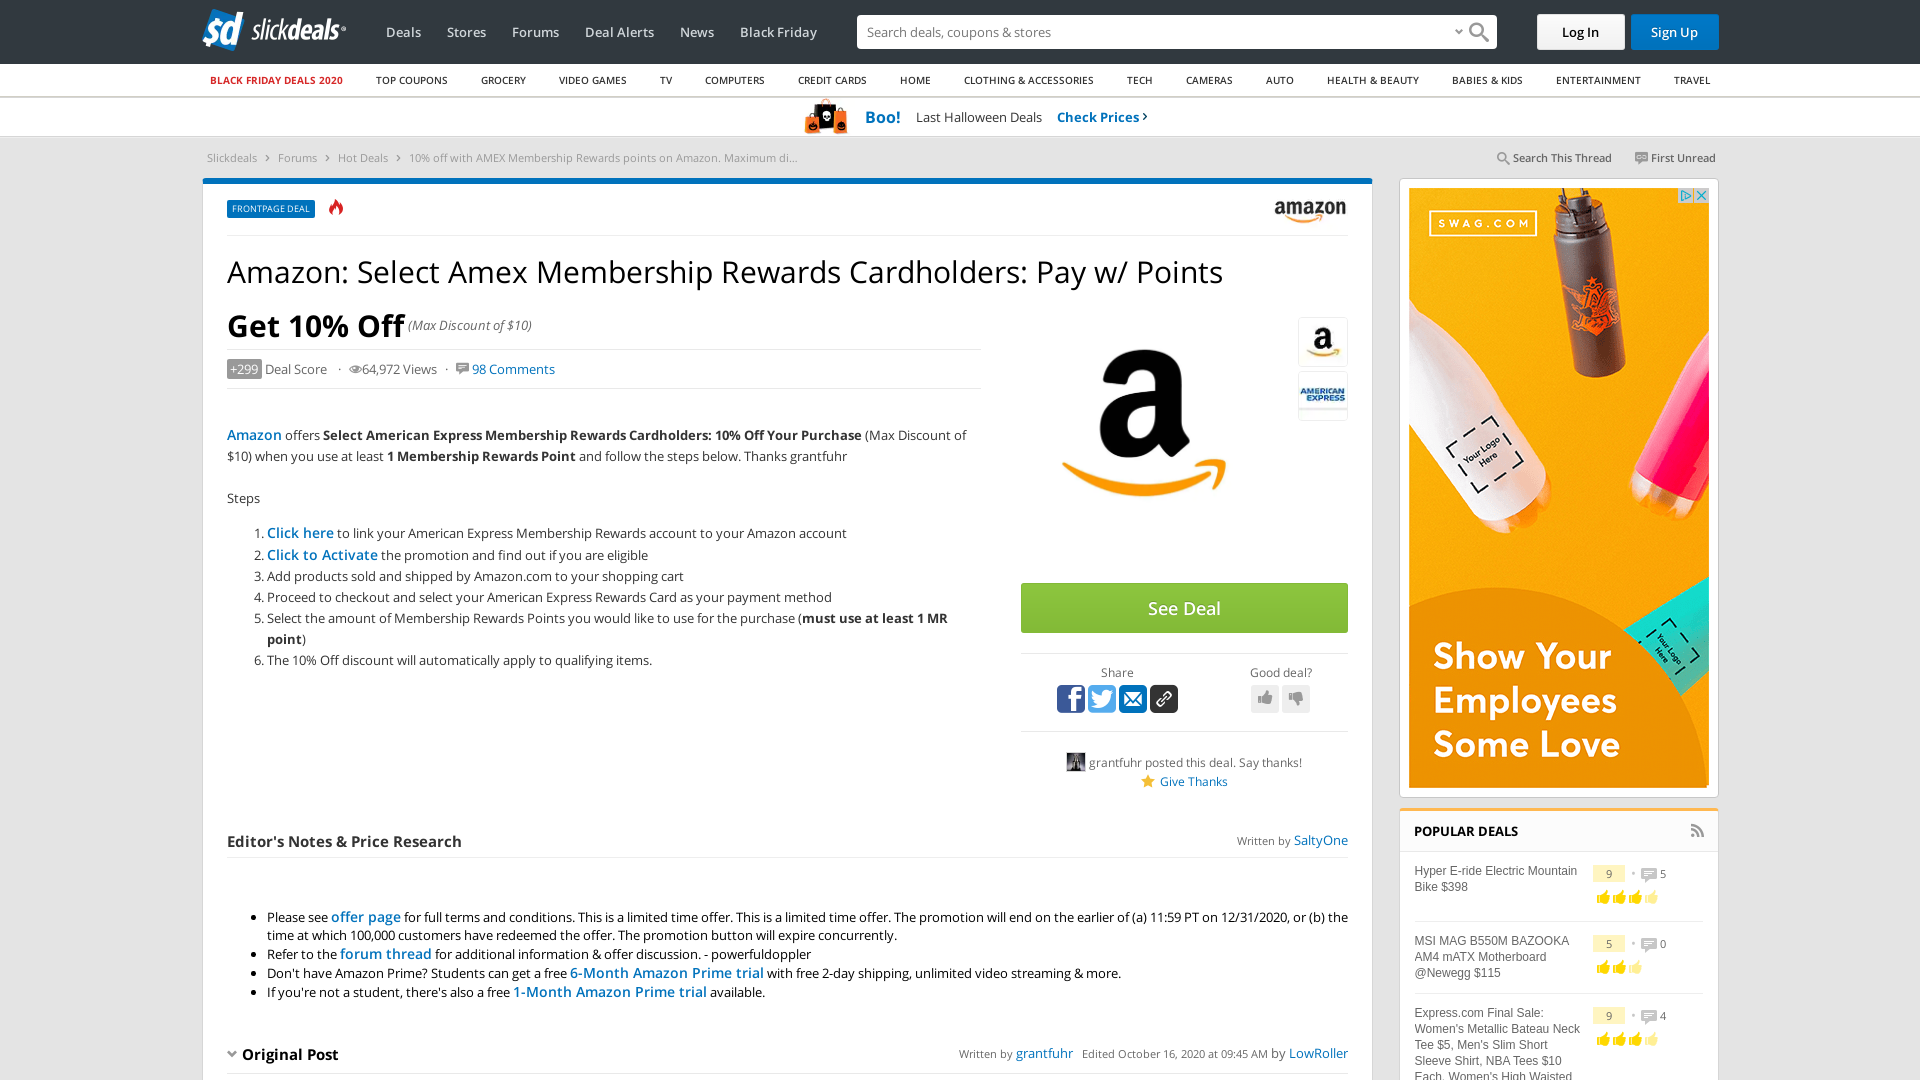 sd slickdeals
Deals Stores Forums Deal Alerts News Black Friday
Search deals, coupons & stores
Log In Sign Up
BLACK FRIDAY DEALS 2020 TOP COUPONS GROCERY VIDEO GAMES TV COMPUTERS CREDIT CARDS HOME CLOTHING & ACCESSORIES TECH CAMERAS AUTO HEALTH & BEAUTY BABIES & KIDS ENTERTAINMENT TRAVEL
Boo! Last Halloween Deals Check Prices ›
Slickdeals › Forums › Hot Deals › 10% off with AMEX Membership Rewards points on Amazon. Maximum di...
Search This Thread First Unread
FRONTPAGE DEAL
amazon
Amazon: Select Amex Membership Rewards Cardholders: Pay w/ Points
Get 10% Off (Max Discount of $10)
+299 Deal Score · 64,972 Views · 98 Comments
Amazon offers Select American Express Membership Rewards Cardholders: 10% Off Your Purchase (Max Discount of
$10) when you use at least 1 Membership Rewards Point and follow the steps below. Thanks grantfuhr
Steps
1. Click here to link your American Express Membership Rewards account to your Amazon account
2. Click to Activate the promotion and find out if you are eligible
3. Add products sold and shipped by Amazon.com to your shopping cart
4. Proceed to checkout and select your American Express Rewards Card as your payment method
5. Select the amount of Membership Rewards Points you would like to use for the purchase (must use at least 1 MR
point)
6. The 10% Off discount will automatically apply to qualifying items.
a
a
AMERICAN
EXPRESS
See Deal
Share
Good deal?
grantfuhr posted this deal. Say thanks!
Give Thanks
Editor's Notes & Price Research
Written by SaltyOne
• Please see offer page for full terms and conditions. This is a limited time offer. This is a limited time offer. The promotion will end on the earlier of (a) 11:59 PT on 12/31/2020, or (b) the
time at which 100,000 customers have redeemed the offer. The promotion button will expire concurrently.
• Refer to the forum thread for additional information & offer discussion. - powerfuldoppler
• Don't have Amazon Prime? Students can get a free 6-Month Amazon Prime trial with free 2-day shipping, unlimited video streaming & more.
• If you're not a student, there's also a free 1-Month Amazon Prime trial available.
Original Post
Written by grantfuhr Edited October 16, 2020 at 09:45 AM by LowRoller
SWAG.COM
Your Logo
Here
Your Logo
Here
Show Your
Employees
Some Love
POPULAR DEALS
Hyper E-ride Electric Mountain
Bike $398
9 • 5
MSI MAG B550M BAZOOKA
AM4 mATX Motherboard
@Newegg $115
5 • 0
Express.com Final Sale:
Women's Metallic Bateau Neck
Tee $5, Men's Slim Short
Sleeve Shirt, NBA Tees $10
Each, Women's High Waisted
9 • 4